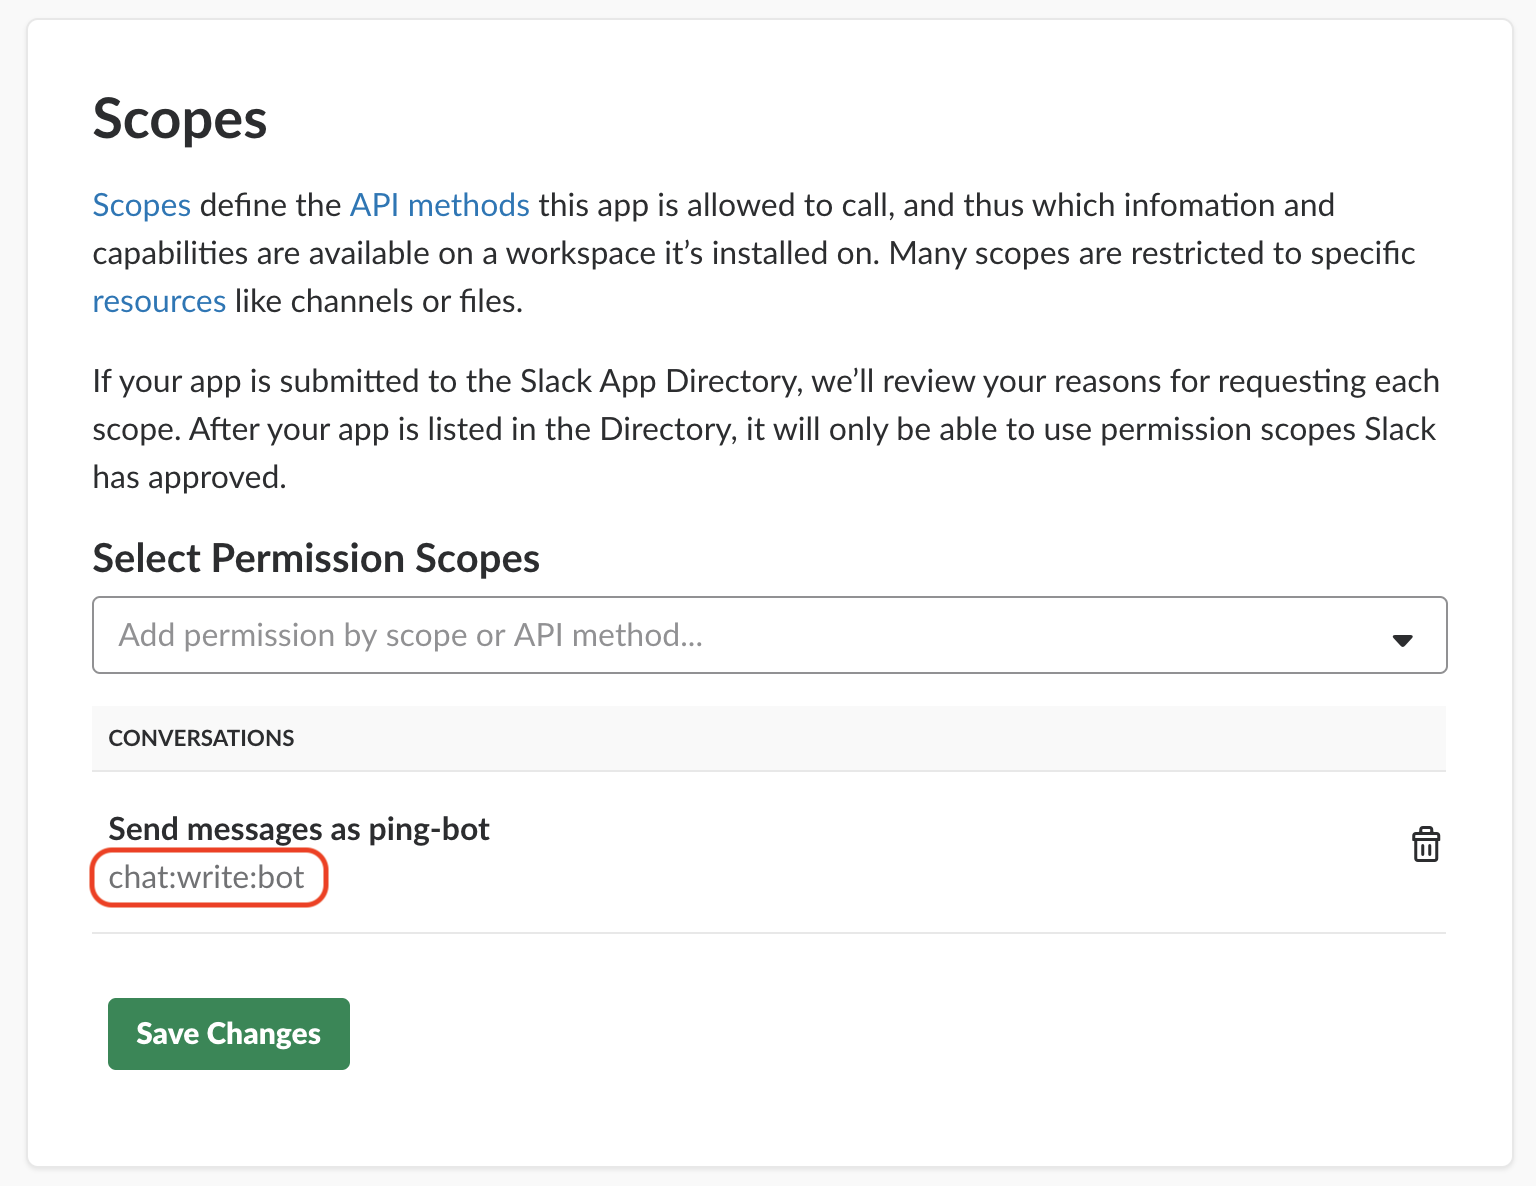 Scopes
Scopes define the API methods this app is allowed to call, and thus which infomation and
capabilities are available on a workspace it’s installed on. Many scopes are restricted to specific
resources like channels or files.
If your app is submitted to the Slack App Directory, we’ll review your reasons for requesting each
scope. After your app is listed in the Directory, it will only be able to use permission scopes Slack
has approved.
Select Permission Scopes
Add permission by scope or API method...
CONVERSATIONS
Send messages as ping-bot
chat:write:bot
Save Changes